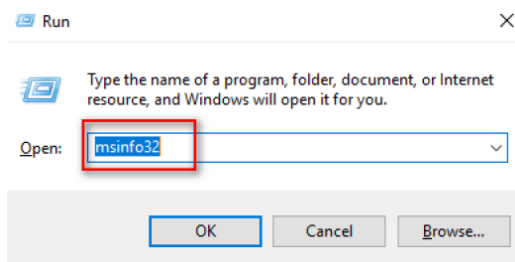 Run
Type the name of a program, folder, document, or Internet
resource, and Windows will open it for you.
Open: msinfo32
OK Cancel Browse...